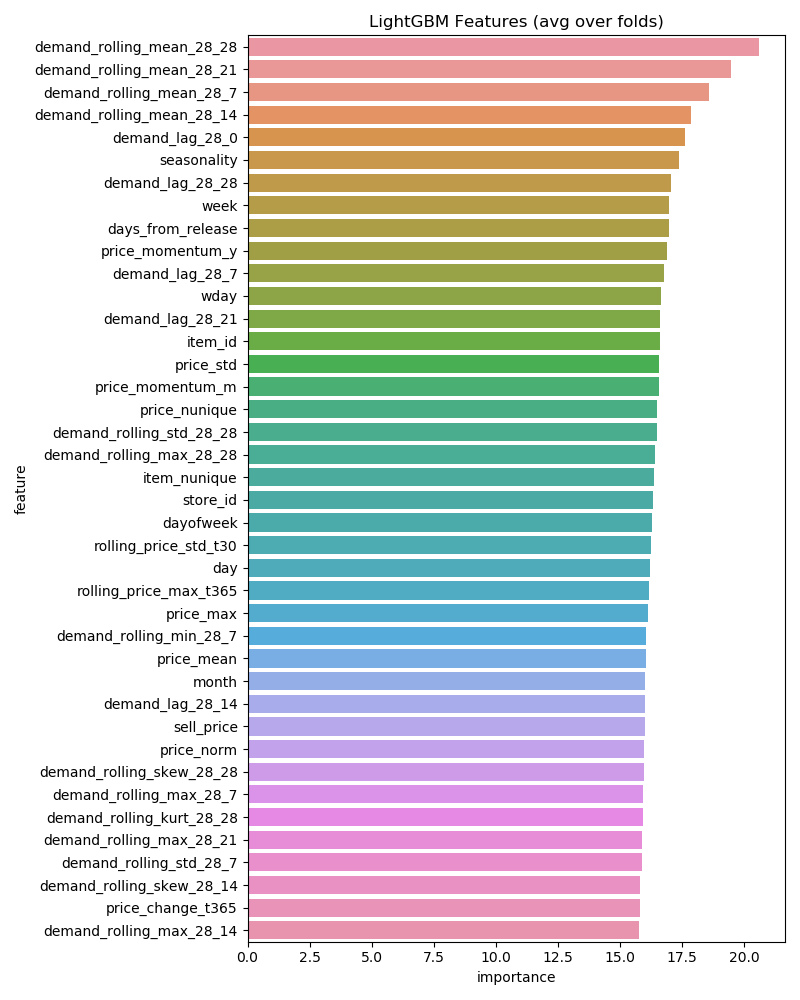 LightGBM Features (avg over folds)
feature
demand_rolling_mean_28_28
demand_rolling_mean_28_21
demand_rolling_mean_28_7
demand_rolling_mean_28_14
demand_lag_28_0
seasonality
demand_lag_28_28
week
days_from_release
price_momentum_y
demand_lag_28_7
wday
demand_lag_28_21
item_id
price_std
price_momentum_m
price_nunique
demand_rolling_std_28_28
demand_rolling_max_28_28
item_nunique
store_id
dayofweek
rolling_price_std_t30
day
rolling_price_max_t365
price_max
demand_rolling_min_28_7
price_mean
month
demand_lag_28_14
sell_price
price_norm
demand_rolling_skew_28_28
demand_rolling_max_28_7
demand_rolling_kurt_28_28
demand_rolling_max_28_21
demand_rolling_std_28_7
demand_rolling_skew_28_14
price_change_t365
demand_rolling_max_28_14
0.0 2.5 5.0 7.5 10.0 12.5 15.0 17.5 20.0
importance